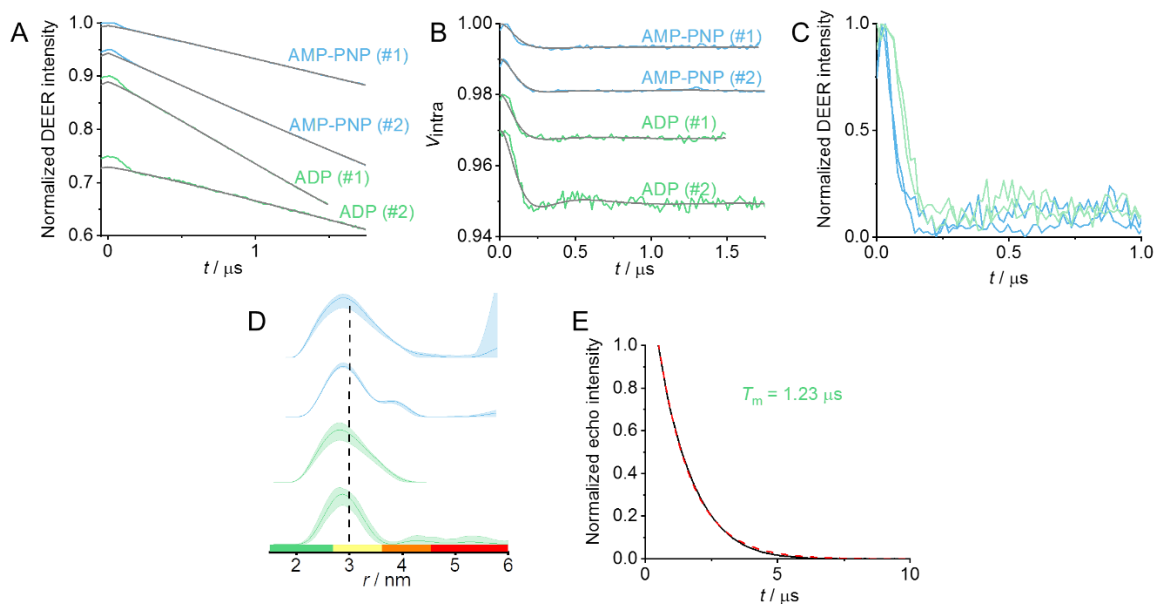 A
Normalized DEER intensity
1.0
0.9
0.8
0.7
0.6
0
1
t / μs
AMP-PNP (#1)
AMP-PNP (#2)
ADP (#1)
ADP (#2)
B
Vintra
1.00
0.98
0.96
0.94
0.0
0.5
1.0
1.5
t / μs
AMP-PNP (#1)
AMP-PNP (#2)
ADP (#1)
ADP (#2)
C
Normalized DEER intensity
1.0
0.5
0.0
0.0
0.5
1.0
t / μs
D
2
3
4
5
6
r / nm
E
Normalized echo intensity
1.0
0.8
0.6
0.4
0.2
0.0
0
5
10
t / μs
Tm = 1.23 μs